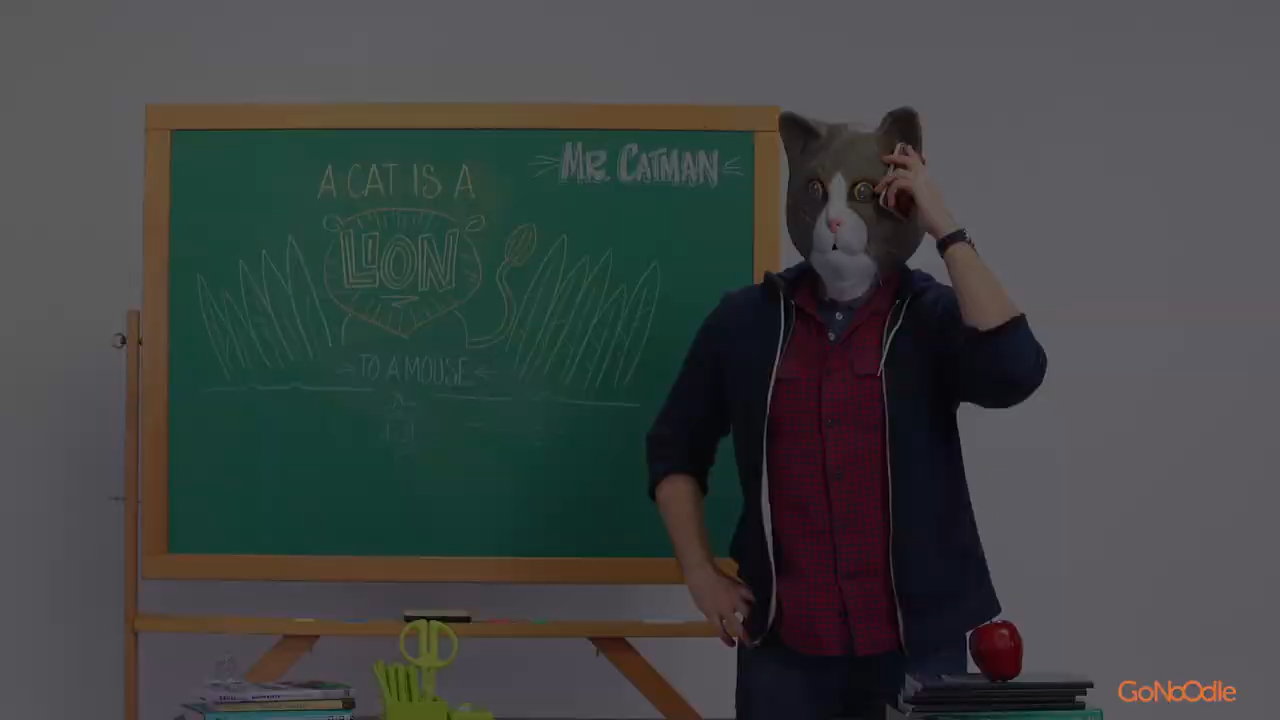 MR. CATMAN
A CAT IS A
LION
TO A MOUSE
GoNoodle